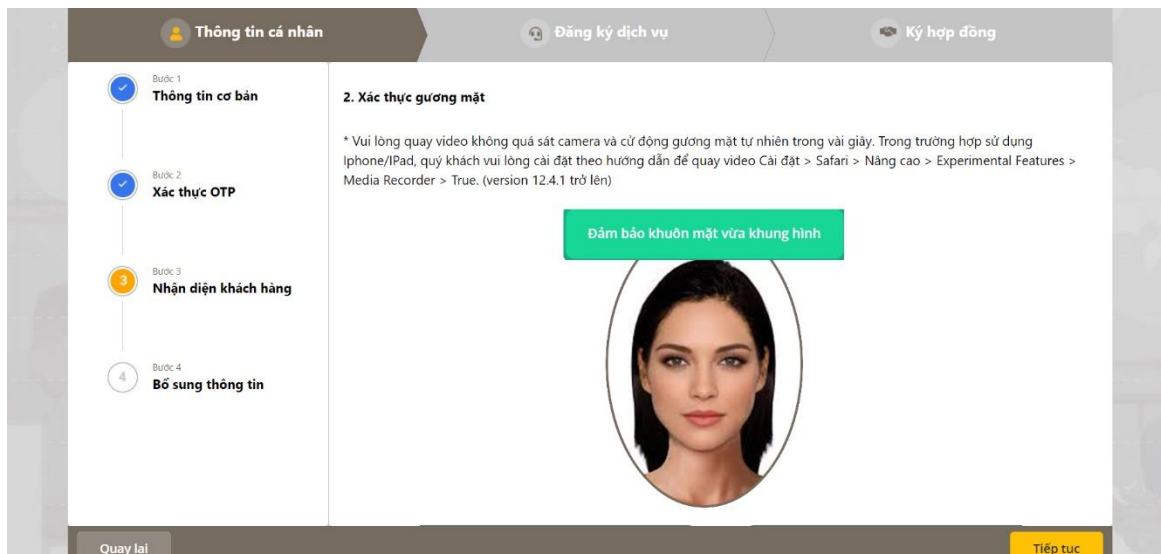 Thông tin cá nhân
Đăng ký dịch vụ
Ký hợp đồng
Bước 1
Thông tin cơ bản
Bước 2
Xác thực OTP
3
Bước 3
Nhận diện khách hàng
4
Bước 4
Bổ sung thông tin
2. Xác thực gương mặt
* Vui lòng quay video không quá sát camera và cử động gương mặt tự nhiên trong vài giây. Trong trường hợp sử dụng
Iphone/IPad, quý khách vui lòng cài đặt theo hướng dẫn để quay video Cài đặt > Safari > Nâng cao > Experimental Features >
Media Recorder > True. (version 12.4.1 trở lên)
Đảm bảo khuôn mặt vừa khung hình
Quay lại
Tiếp tục